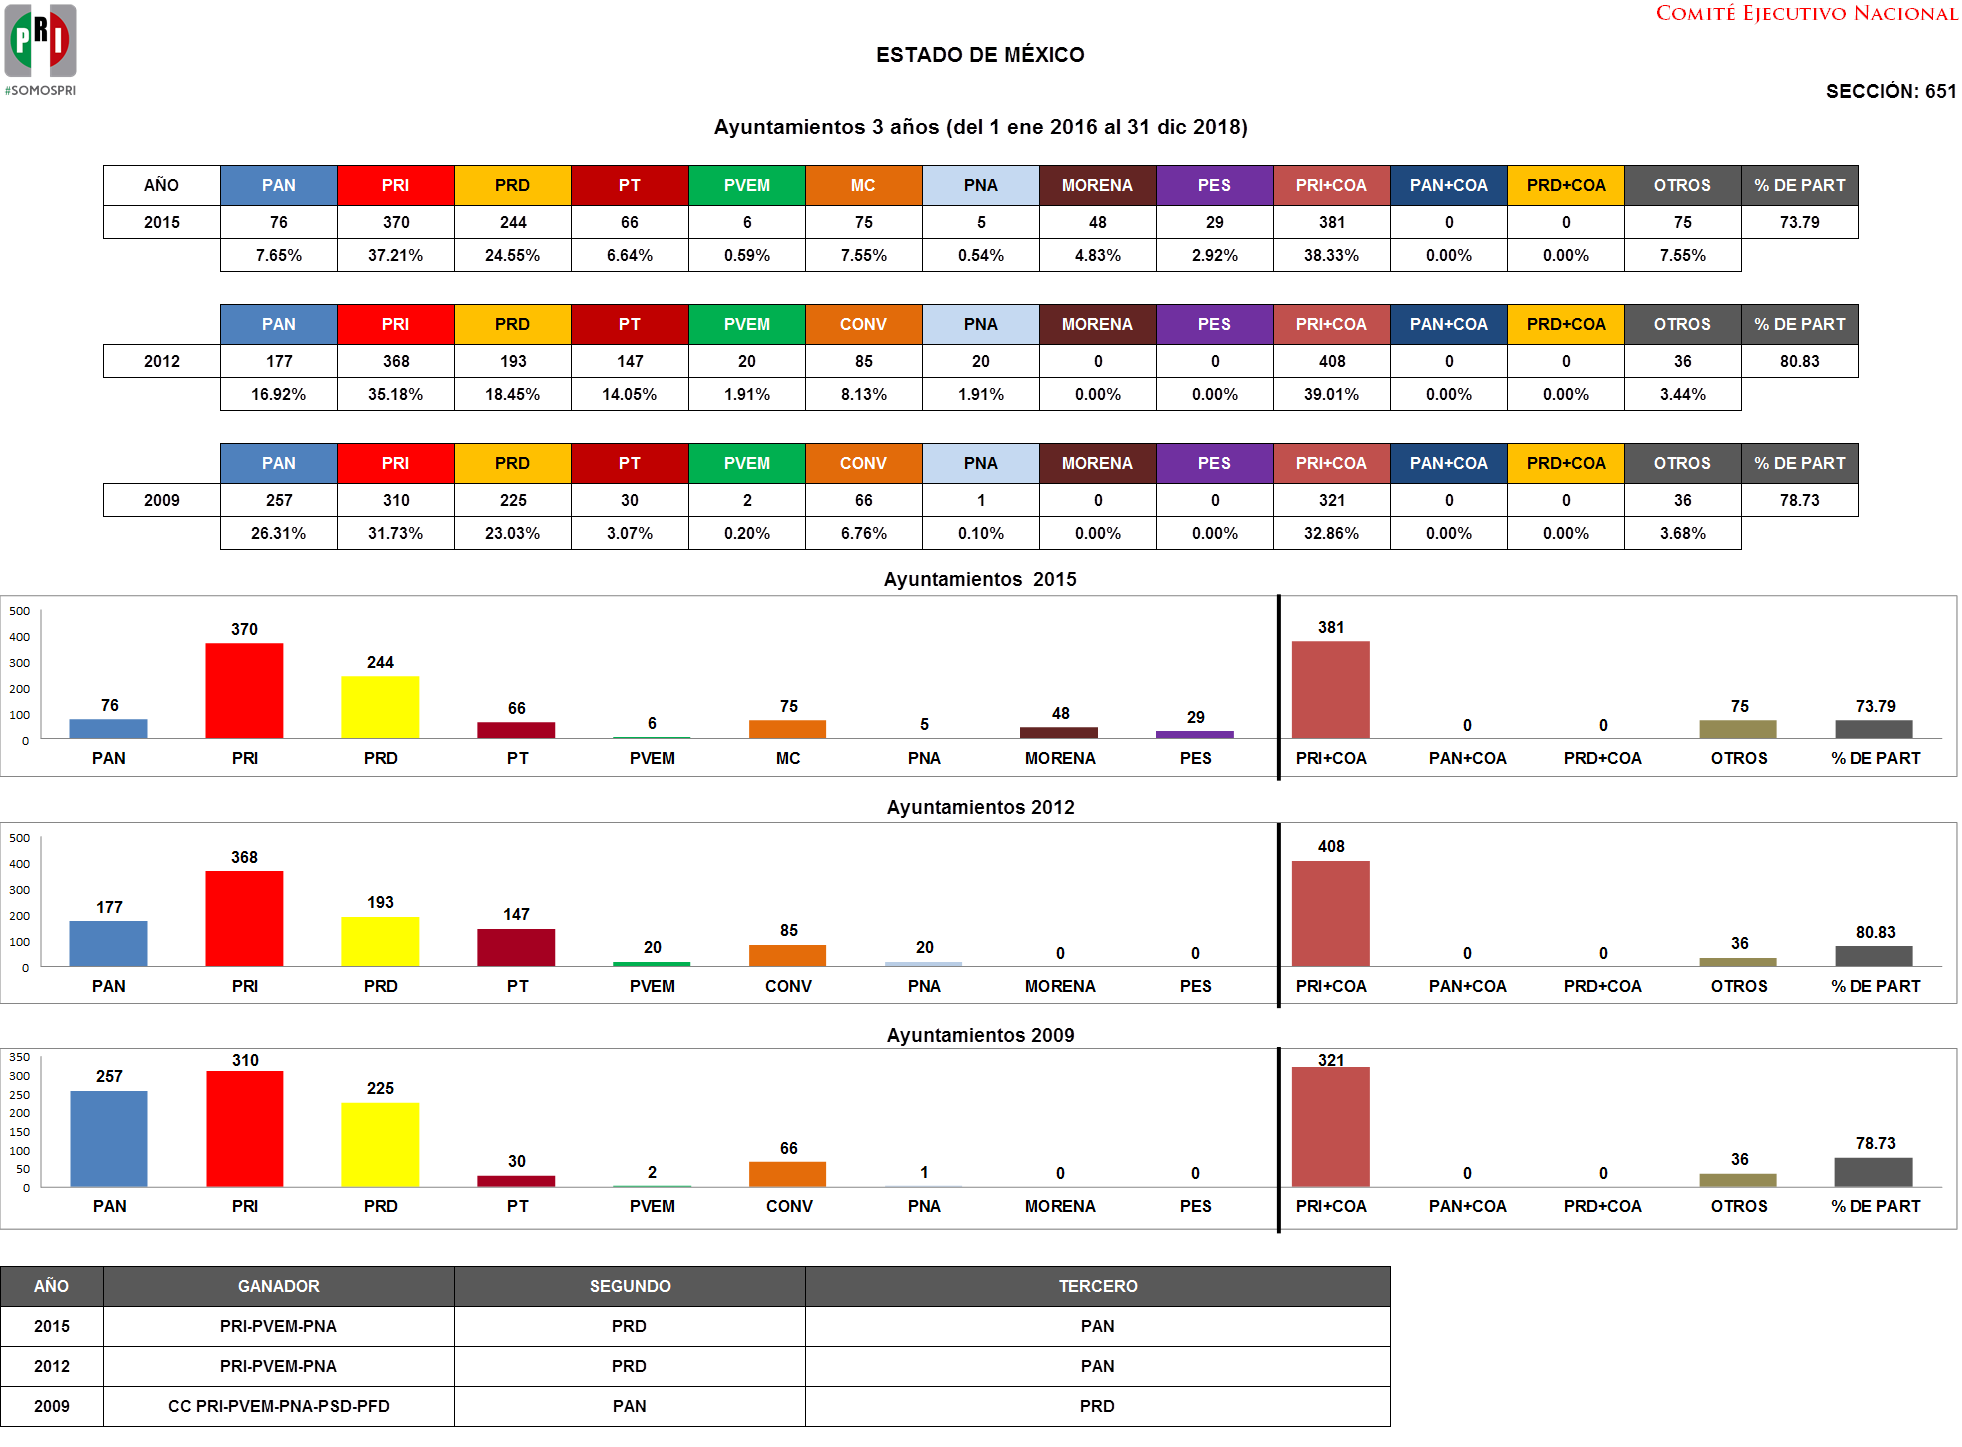 PRI
#SOMOSPRI
COMITÉ EJECUTIVO NACIONAL
ESTADO DE MÉXICO
SECCIÓN: 651
Ayuntamientos 3 años (del 1 ene 2016 al 31 dic 2018)
AÑO PAN PRI PRD PT PVEM MC PNA MORENA PES PRI+COA PAN+COA PRD+COA OTROS % DE PART
2015 76 370 244 66 6 75 5 48 29 381 0 0 75 73.79
7.65% 37.21% 24.55% 6.64% 0.59% 7.55% 0.54% 4.83% 2.92% 38.33% 0.00% 0.00% 7.55%
PAN PRI PRD PT PVEM CONV PNA MORENA PES PRI+COA PAN+COA PRD+COA OTROS % DE PART
2012 177 368 193 147 20 85 20 0 0 408 0 0 36 80.83
16.92% 35.18% 18.45% 14.05% 1.91% 8.13% 1.91% 0.00% 0.00% 39.01% 0.00% 0.00% 3.44%
PAN PRI PRD PT PVEM CONV PNA MORENA PES PRI+COA PAN+COA PRD+COA OTROS % DE PART
2009 257 310 225 30 2 66 1 0 0 321 0 0 36 78.73
26.31% 31.73% 23.03% 3.07% 0.20% 6.76% 0.10% 0.00% 0.00% 32.86% 0.00% 0.00% 3.68%
Ayuntamientos 2015
500
400
300
200
100
0
76 370 244 66 6 75 5 48 29 381 0 0 75 73.79
PAN PRI PRD PT PVEM MC PNA MORENA PES PRI+COA PAN+COA PRD+COA OTROS % DE PART
Ayuntamientos 2012
500
400
300
200
100
0
177 368 193 147 20 85 20 0 0 408 0 0 36 80.83
PAN PRI PRD PT PVEM CONV PNA MORENA PES PRI+COA PAN+COA PRD+COA OTROS % DE PART
Ayuntamientos 2009
350
300
250
200
150
100
50
0
257 310 225 30 2 66 1 0 0 321 0 0 36 78.73
PAN PRI PRD PT PVEM CONV PNA MORENA PES PRI+COA PAN+COA PRD+COA OTROS % DE PART
AÑO GANADOR SEGUNDO TERCERO
2015 PRI-PVEM-PNA PRD PAN
2012 PRI-PVEM-PNA PRD PAN
2009 CC PRI-PVEM-PNA-PSD-PFD PAN PRD